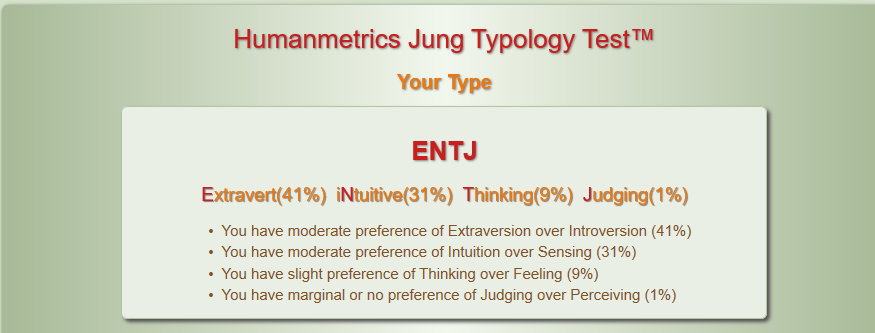 Humanmetrics Jung Typology Test™
Your Type
ENTJ
Extravert(41%) iNtuitive(31%) Thinking(9%) Judging(1%)
• You have moderate preference of Extraversion over Introversion (41%)
• You have moderate preference of Intuition over Sensing (31%)
• You have slight preference of Thinking over Feeling (9%)
• You have marginal or no preference of Judging over Perceiving (1%)